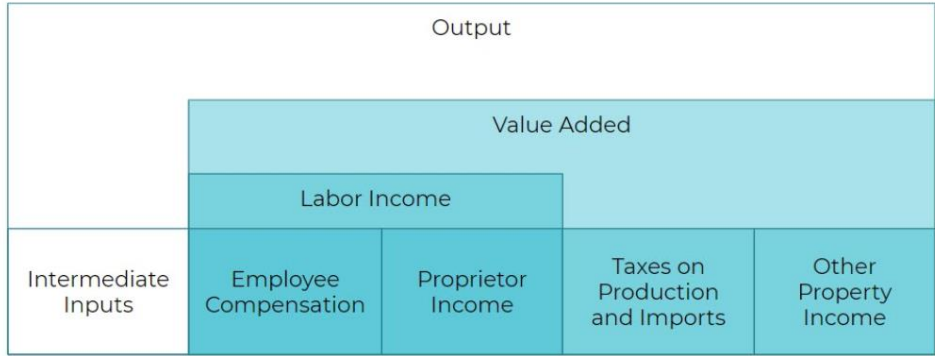 Output
Value Added
Labor Income
Intermediate
Inputs
Employee
Compensation
Proprietor
Income
Taxes on
Production
and Imports
Other
Property
Income